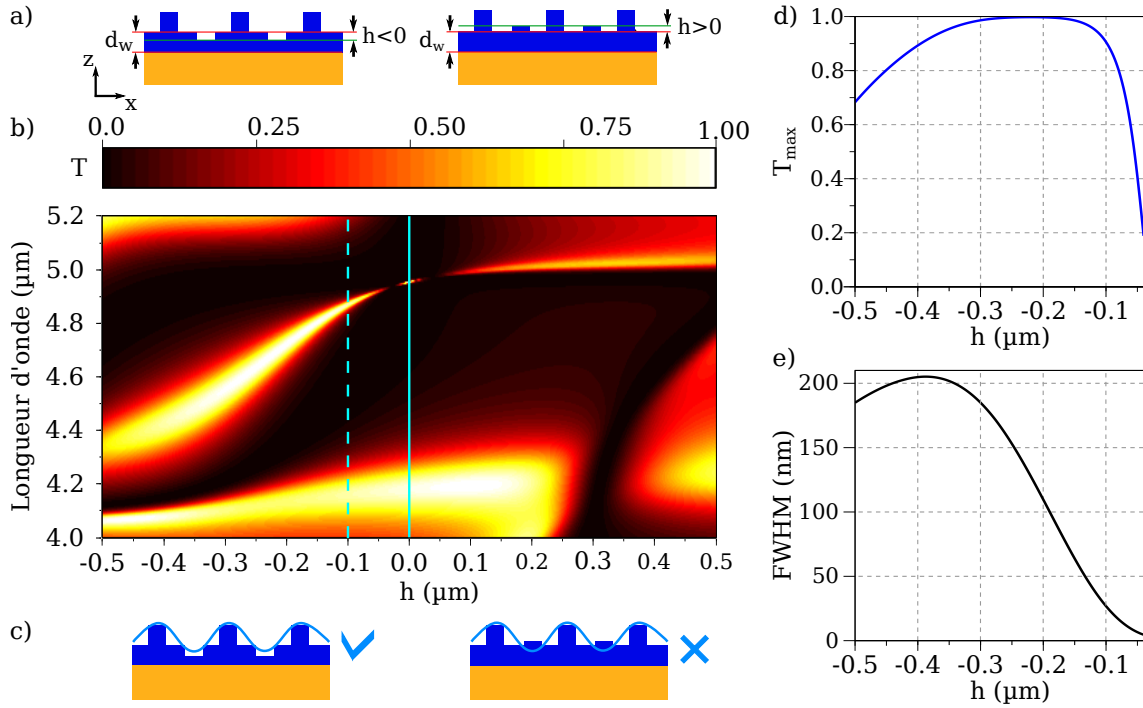 a)
d_w
h<0
d_w
h>0
z
x
b)
0.0 0.25 0.50 0.75 1.00
T
Longueur d'onde (µm)
5.2
5.0
4.8
4.6
4.4
4.2
4.0
-0.5 -0.4 -0.3 -0.2 -0.1 0.0 0.1 0.2 0.3 0.4 0.5
h (µm)
c)
d)
T_max
1.0
0.8
0.6
0.4
0.2
0.0
-0.5 -0.4 -0.3 -0.2 -0.1
h (µm)
e)
FWHM (nm)
200
150
100
50
0
-0.5 -0.4 -0.3 -0.2 -0.1
h (µm)